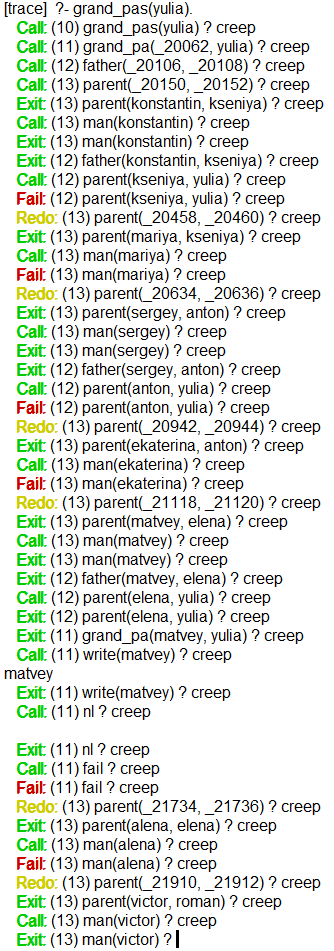 [trace]  ?- grand_pas(yulia).
Call: (10) grand_pas(yulia) ? creep
Call: (11) grand_pa(_20062, yulia) ? creep
Call: (12) father(_20106, _20108) ? creep
Call: (13) parent(_20150, _20152) ? creep
Exit: (13) parent(konstantin, kseniya) ? creep
Call: (13) man(konstantin) ? creep
Exit: (13) man(konstantin) ? creep
Exit: (12) father(konstantin, kseniya) ? creep
Call: (12) parent(kseniya, yulia) ? creep
Fail: (12) parent(kseniya, yulia) ? creep
Redo: (13) parent(_20458, _20460) ? creep
Exit: (13) parent(mariya, kseniya) ? creep
Call: (13) man(mariya) ? creep
Fail: (13) man(mariya) ? creep
Redo: (13) parent(_20634, _20636) ? creep
Exit: (13) parent(sergey, anton) ? creep
Call: (13) man(sergey) ? creep
Exit: (13) man(sergey) ? creep
Exit: (12) father(sergey, anton) ? creep
Call: (12) parent(anton, yulia) ? creep
Fail: (12) parent(anton, yulia) ? creep
Redo: (13) parent(_20942, _20944) ? creep
Exit: (13) parent(ekaterina, anton) ? creep
Call: (13) man(ekaterina) ? creep
Fail: (13) man(ekaterina) ? creep
Redo: (13) parent(_21118, _21120) ? creep
Exit: (13) parent(matvey, elena) ? creep
Call: (13) man(matvey) ? creep
Exit: (13) man(matvey) ? creep
Exit: (12) father(matvey, elena) ? creep
Call: (12) parent(elena, yulia) ? creep
Exit: (12) parent(elena, yulia) ? creep
Exit: (11) grand_pa(matvey, yulia) ? creep
Call: (11) write(matvey) ? creep
matvey
Exit: (11) write(matvey) ? creep
Call: (11) nl ? creep

Exit: (11) nl ? creep
Call: (11) fail ? creep
Fail: (11) fail ? creep
Redo: (13) parent(_21734, _21736) ? creep
Exit: (13) parent(alena, elena) ? creep
Call: (13) man(alena) ? creep
Fail: (13) man(alena) ? creep
Redo: (13) parent(_21910, _21912) ? creep
Exit: (13) parent(victor, roman) ? creep
Call: (13) man(victor) ? creep
Exit: (13) man(victor) ?